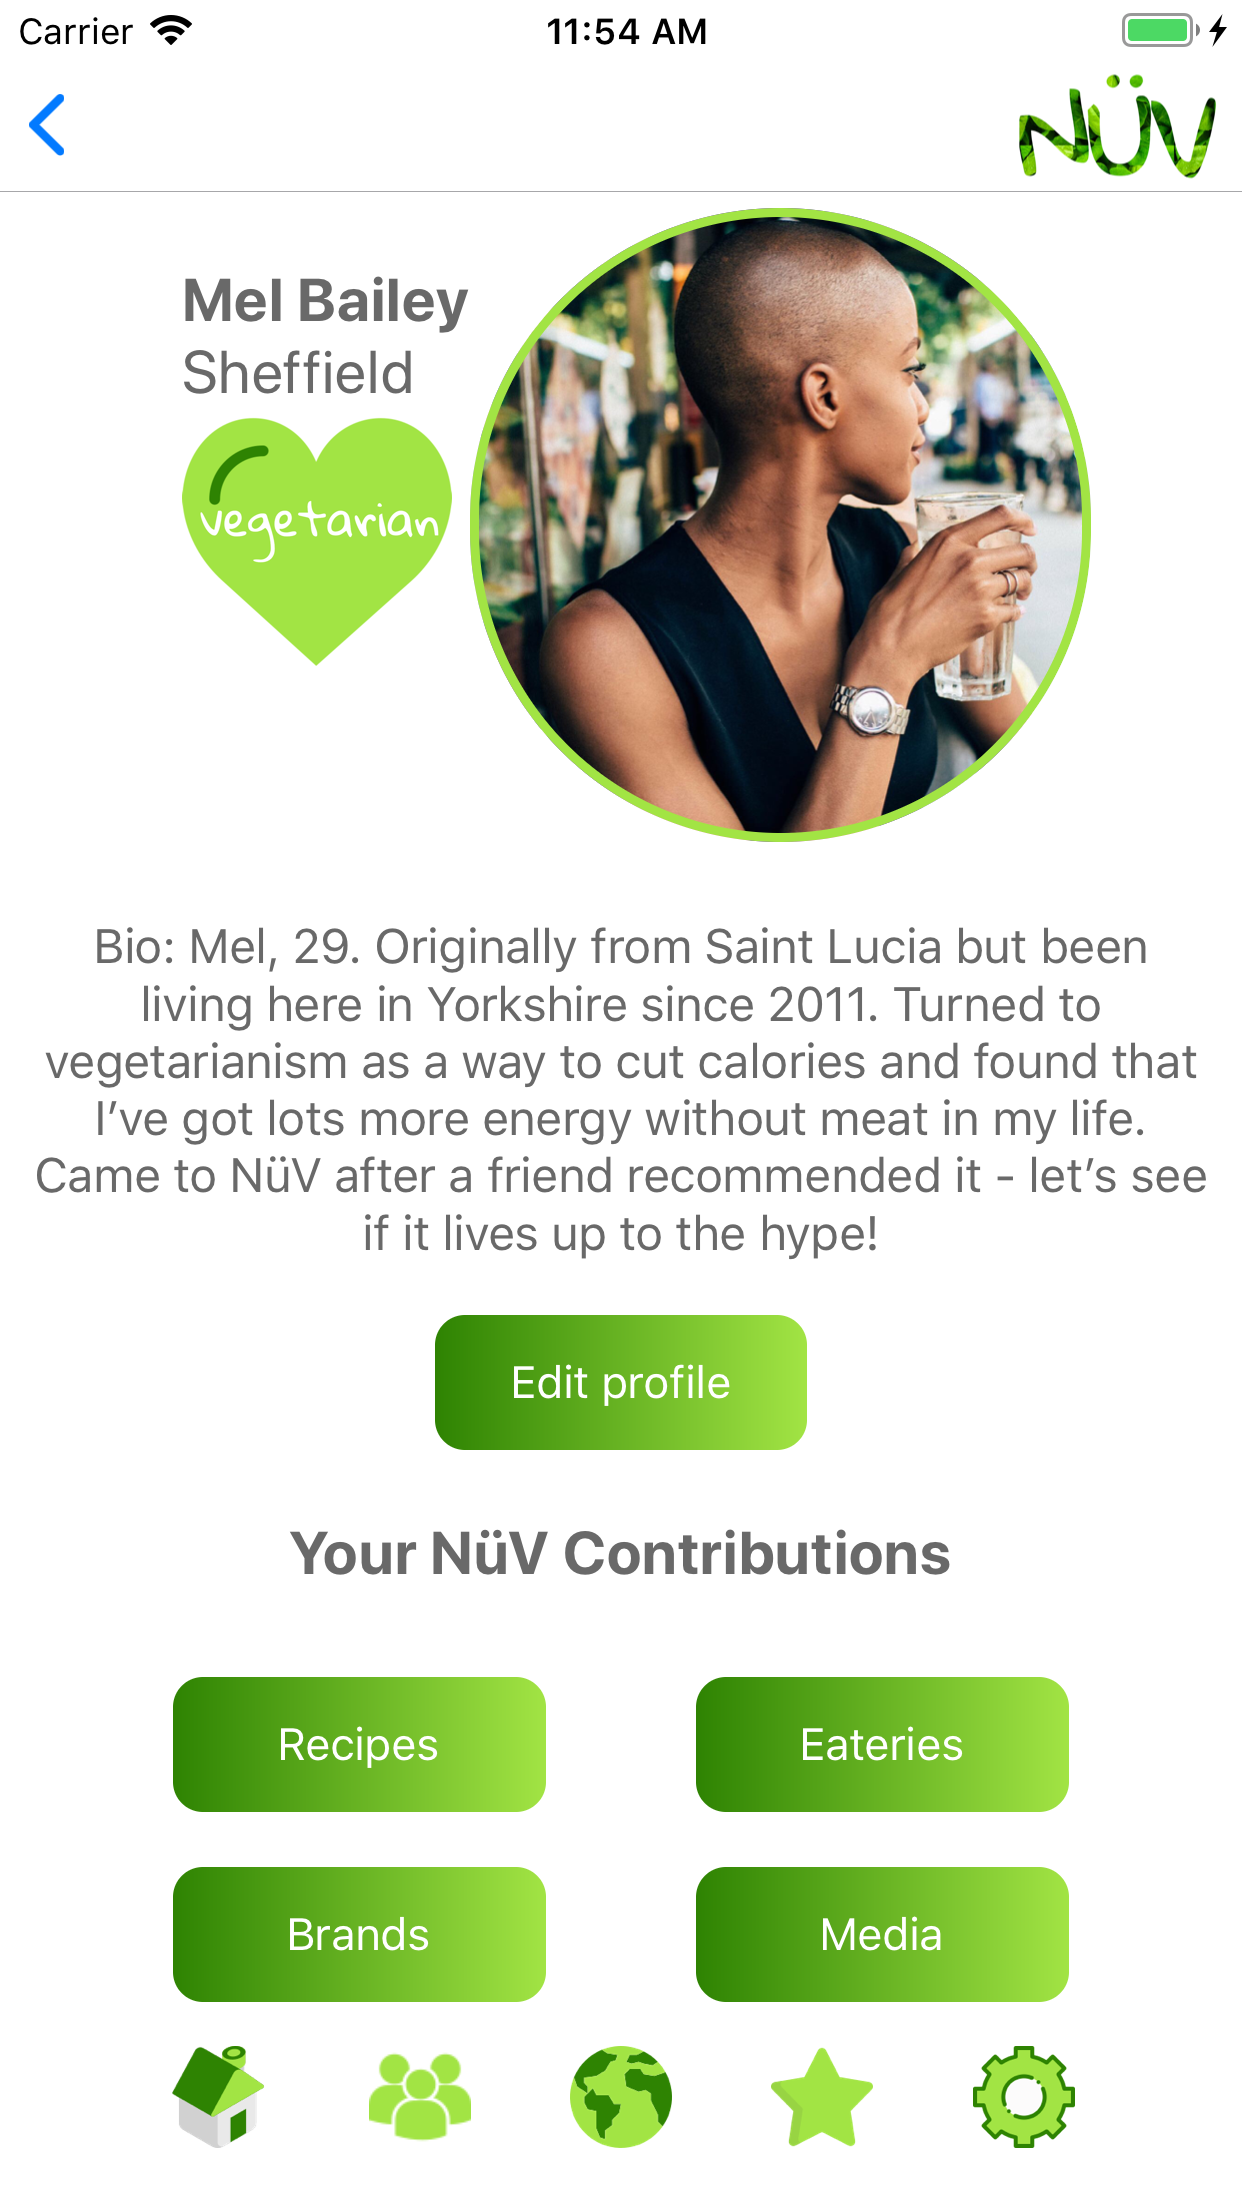 Carrier 11:54 AM
NÜV
Mel Bailey
Sheffield
vegetarian
Bio: Mel, 29. Originally from Saint Lucia but been
living here in Yorkshire since 2011. Turned to
vegetarianism as a way to cut calories and found that
I’ve got lots more energy without meat in my life.
Came to NüV after a friend recommended it - let’s see
if it lives up to the hype!
Edit profile
Your NüV Contributions
Recipes
Eateries
Brands
Media